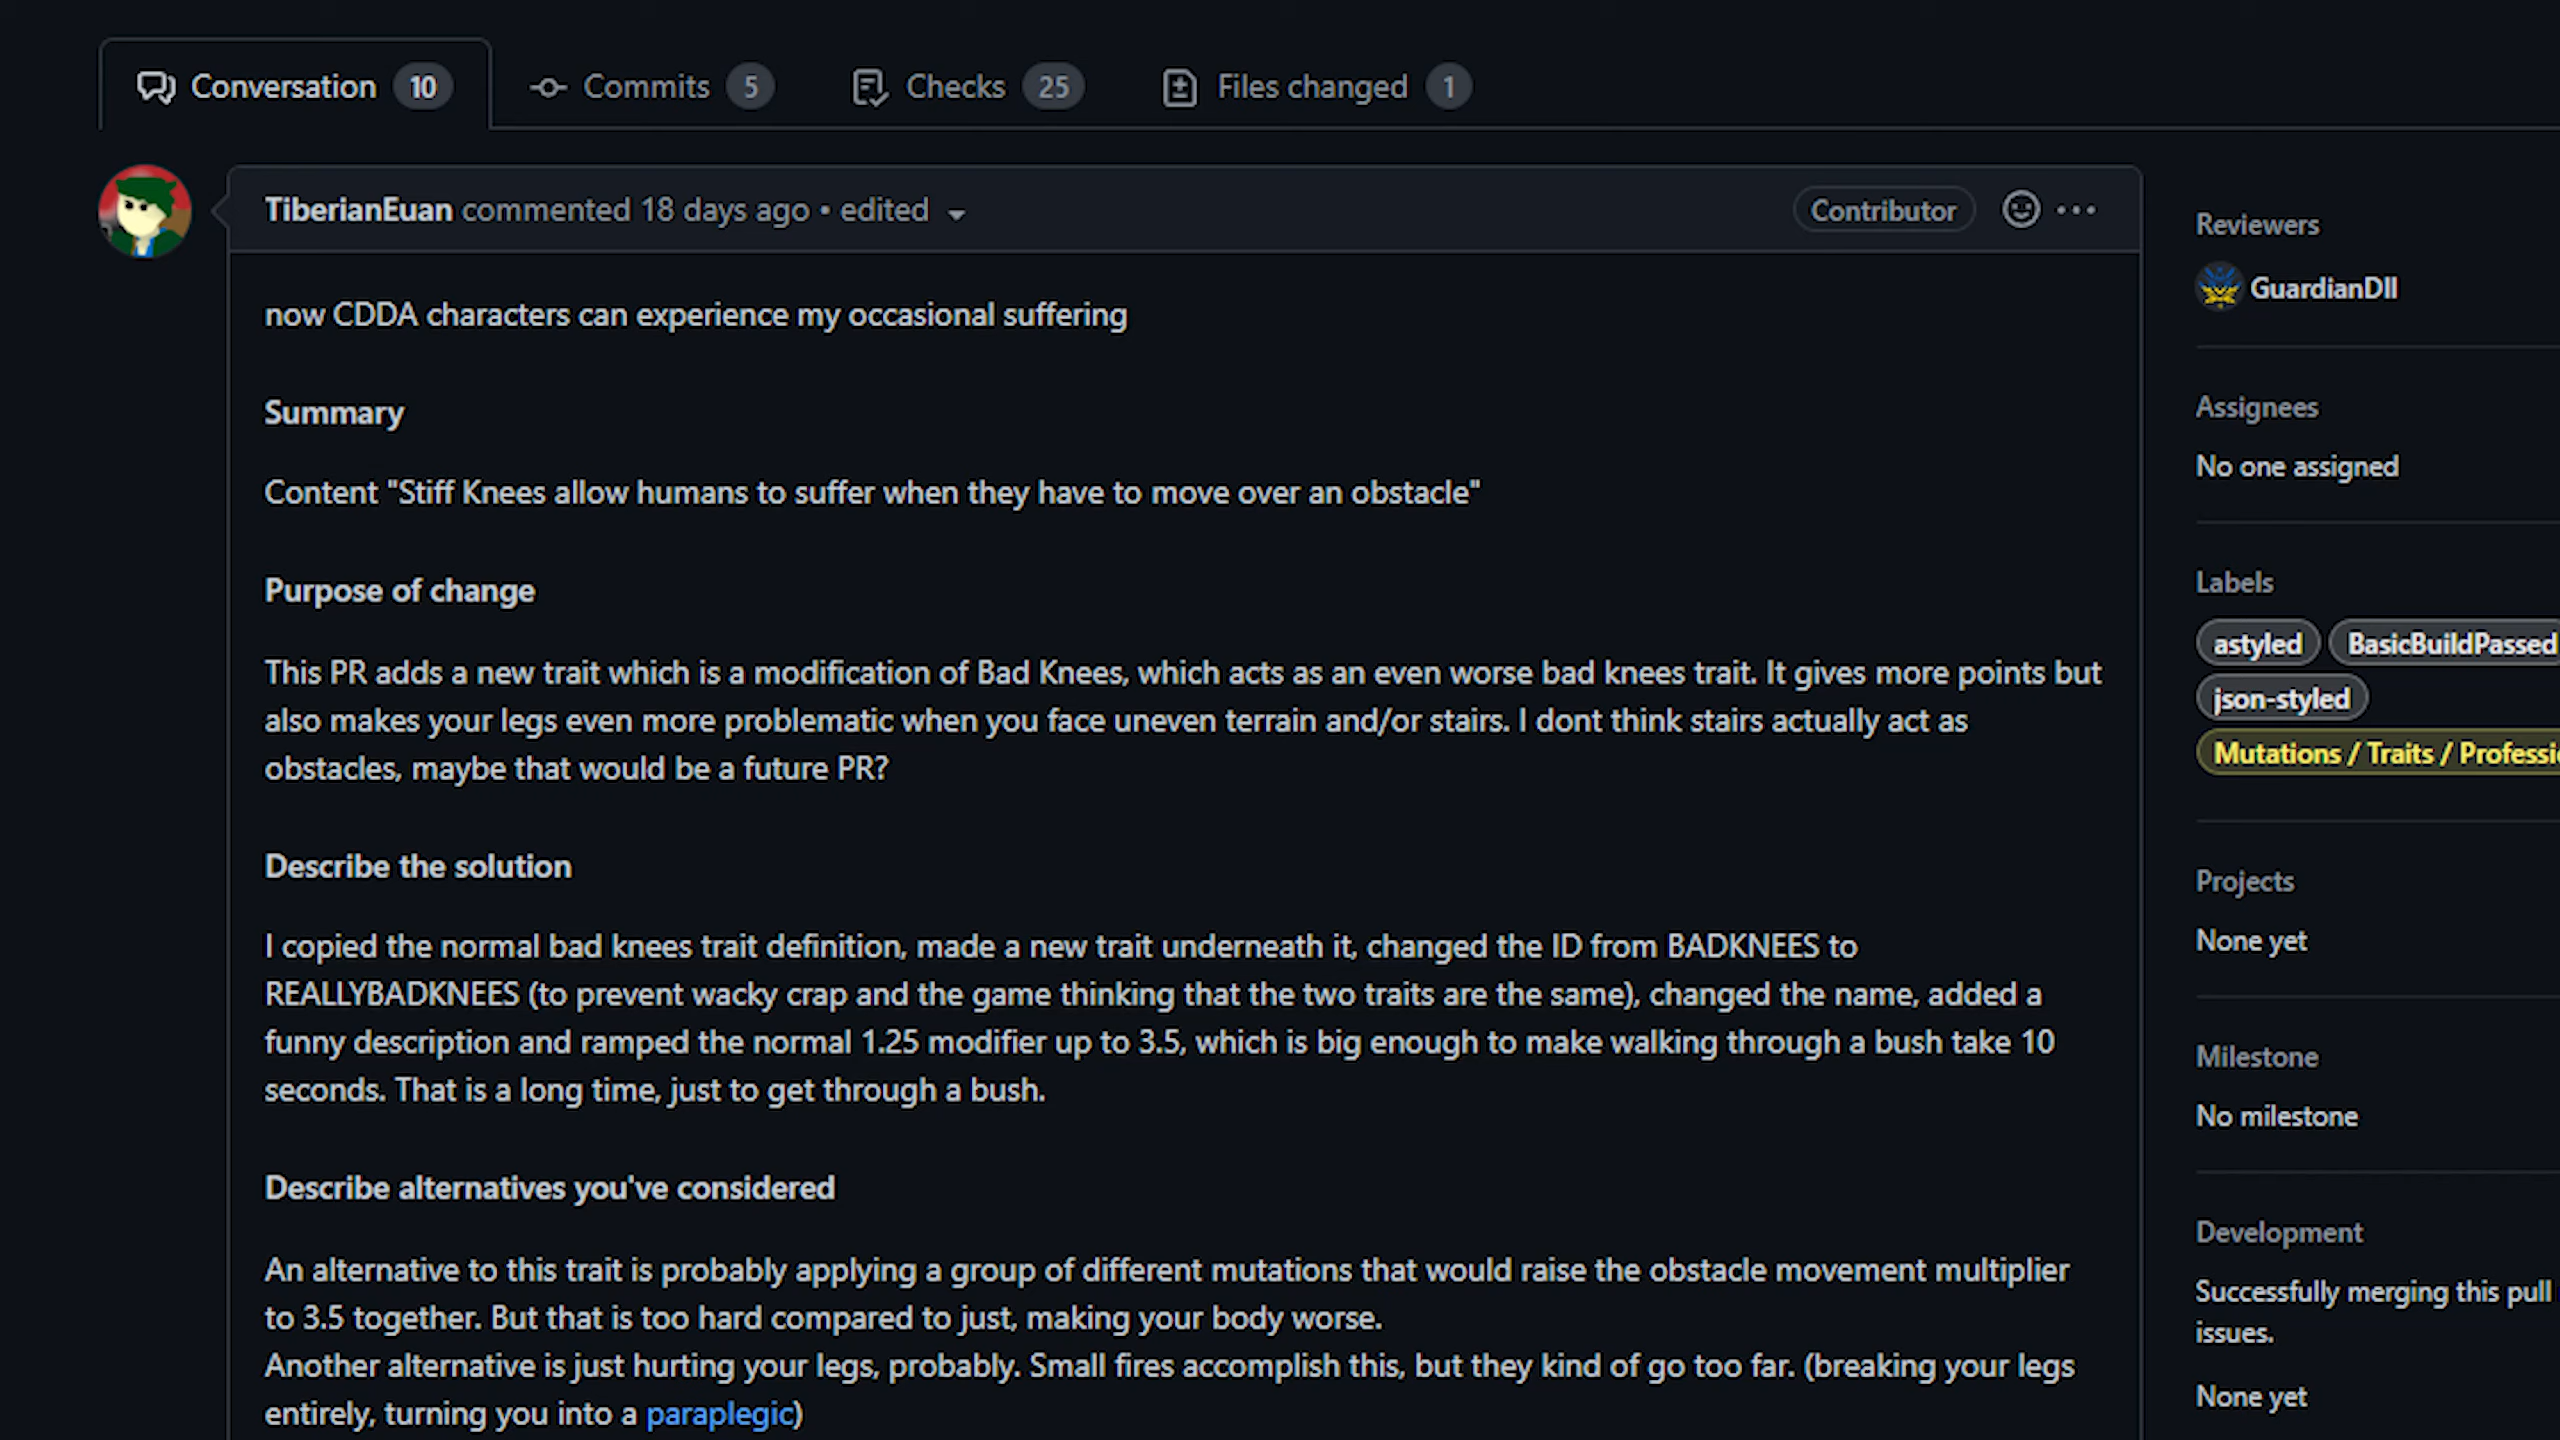 Conversation 10 Commits 5 Checks 25 Files changed 1
TiberianEuan commented 18 days ago • edited Contributor
now CDDA characters can experience my occasional suffering
Summary
Content "Stiff Knees allow humans to suffer when they have to move over an obstacle"
Purpose of change
This PR adds a new trait which is a modification of Bad Knees, which acts as an even worse bad knees trait. It gives more points but
also makes your legs even more problematic when you face uneven terrain and/or stairs. I dont think stairs actually act as
obstacles, maybe that would be a future PR?
Describe the solution
I copied the normal bad knees trait definition, made a new trait underneath it, changed the ID from BADKNEES to
REALLYBADKNEES (to prevent wacky crap and the game thinking that the two traits are the same), changed the name, added a
funny description and ramped the normal 1.25 modifier up to 3.5, which is big enough to make walking through a bush take 10
seconds. That is a long time, just to get through a bush.
Describe alternatives you've considered
An alternative to this trait is probably applying a group of different mutations that would raise the obstacle movement multiplier
to 3.5 together. But that is too hard compared to just, making your body worse.
Another alternative is just hurting your legs, probably. Small fires accomplish this, but they kind of go too far. (breaking your legs
entirely, turning you into a paraplegic)
Reviewers
GuardianDll
Assignees
No one assigned
Labels
astyled BasicBuildPassed
json-styled
Mutations / Traits / Professi
Projects
None yet
Milestone
No milestone
Development
Successfully merging this pull
issues.
None yet